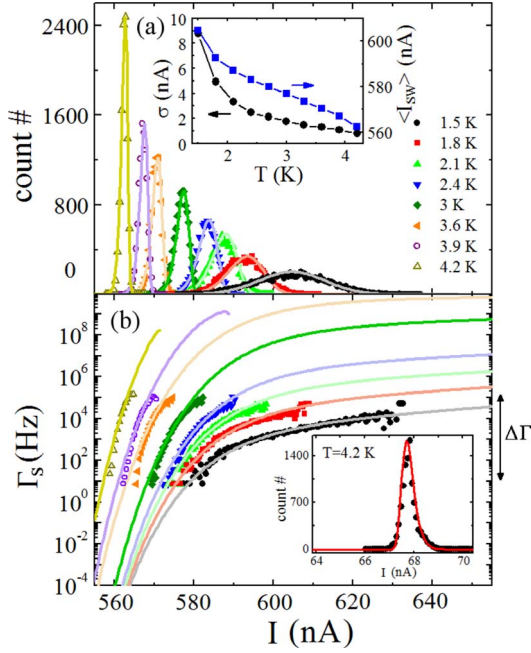 (a)
count #
2400
1600
800
0
σ (nA)
10
8
6
4
2
0
2
3
4
T (K)
600
580
560
<I_SW> (nA)
1.5 K
1.8 K
2.1 K
2.4 K
3 K
3.6 K
3.9 K
4.2 K
(b)
Γ_s (Hz)
10^8
10^6
10^4
10^2
10^0
10^-2
10^-4
ΔΓ
T=4.2 K
count #
1400
700
0
64
66
68
70
I (nA)
560
580
600
620
640
I (nA)